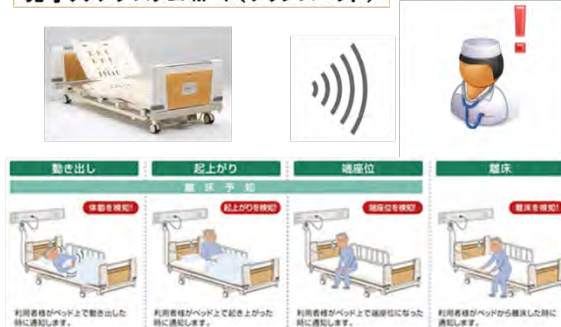 動き出し
起上がり
端座位
離床
離床予知
体動を検知!
起上がりを検知!
端座位を検知!
離床を検知!
利用者様がベッド上で動き出した
時に通知します。
利用者様がベッド上で起き上がった
時に通知します。
利用者様がベッド上で端座位になった
時に通知します。
利用者様がベッドから離床した時に
通知します。